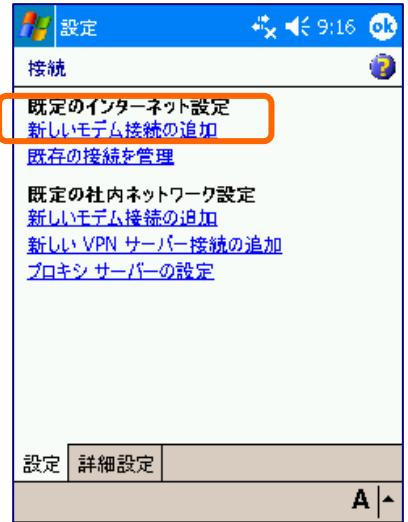 設定 9:16 ok
接続
既定のインターネット設定
新しいモデム接続の追加
既存の接続を管理
既定の社内ネットワーク設定
新しいモデム接続の追加
新しい VPN サーバー接続の追加
プロキシ サーバーの設定
設定 詳細設定
A